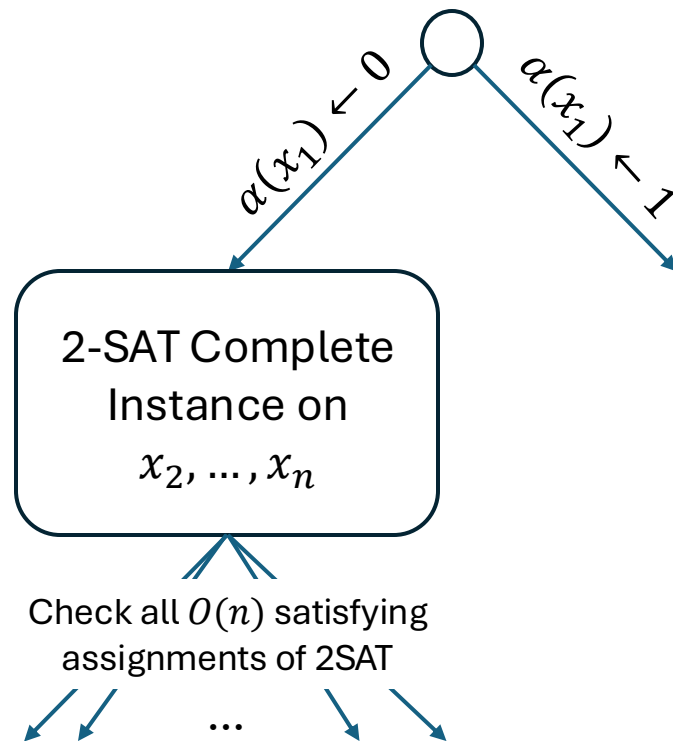 α(x₁) ← 0
α(x₁) ← 1
2-SAT Complete
Instance on
x₂, … , xₙ
Check all O(n) satisfying
assignments of 2SAT
...